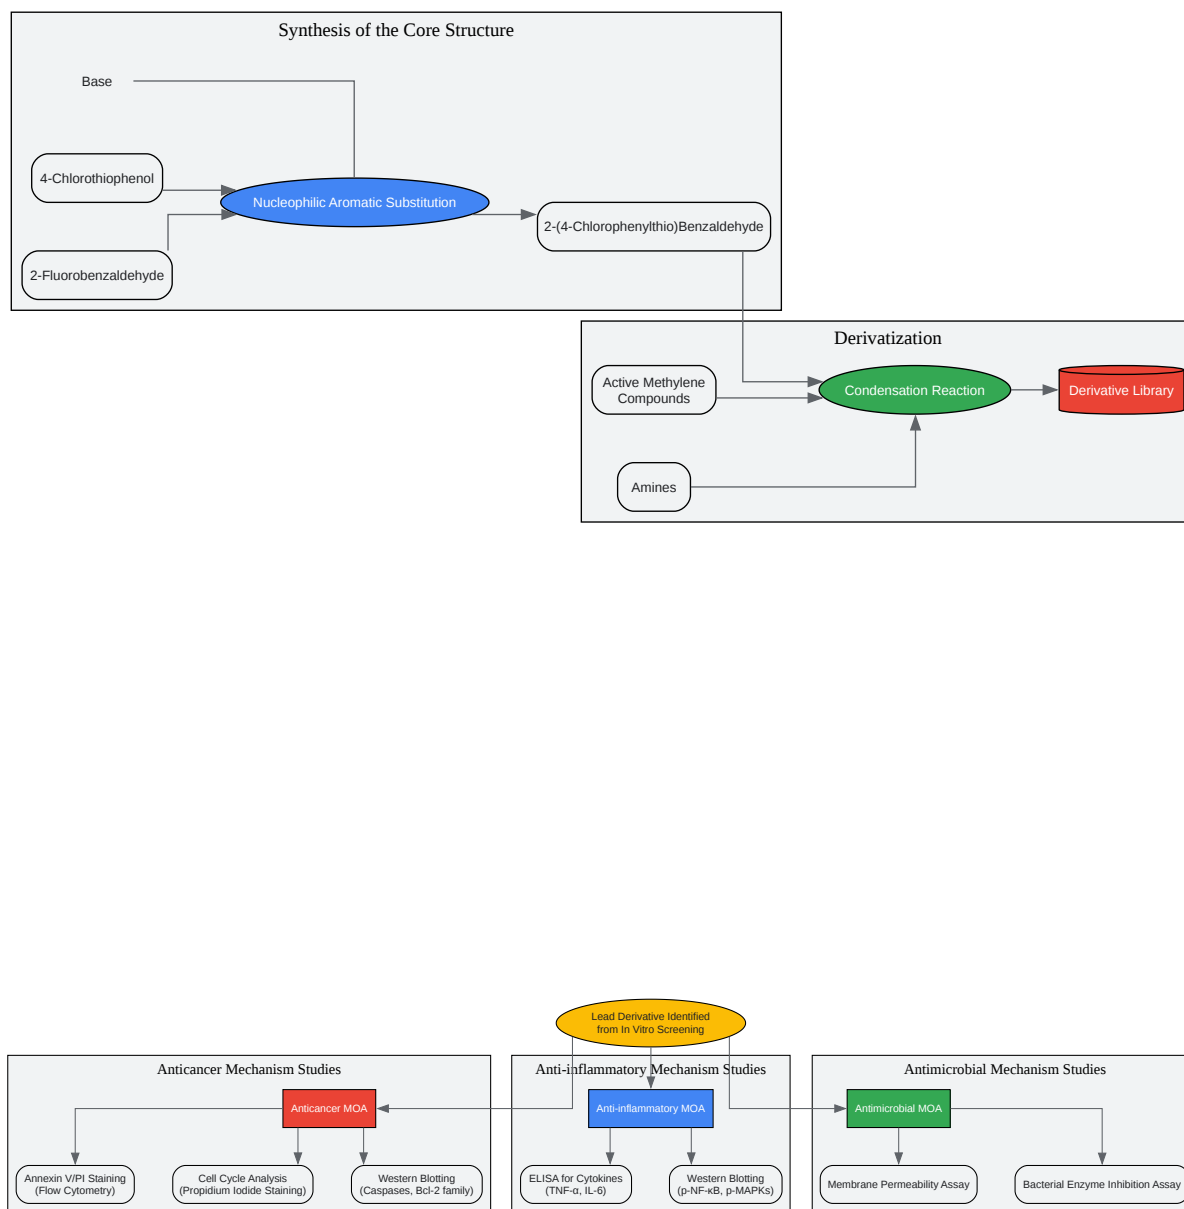 Synthesis of the Core Structure
Base
4-Chlorothiophenol
Nucleophilic Aromatic Substitution
2-(4-Chlorophenylthio)Benzaldehyde
2-Fluorobenzaldehyde
Derivatization
Active Methylene
Compounds
Condensation Reaction
Derivative Library
Amines
Lead Derivative Identified
from In Vitro Screening
Anticancer Mechanism Studies
Anti-inflammatory Mechanism Studies
Antimicrobial Mechanism Studies
Anticancer MOA
Anti-inflammatory MOA
Antimicrobial MOA
Annexin V/PI Staining
(Flow Cytometry)
Cell Cycle Analysis
(Propidium Iodide Staining)
Western Blotting
(Caspases, Bcl-2 family)
ELISA for Cytokines
(TNF-α, IL-6)
Western Blotting
(p-NF-κB, p-MAPKs)
Membrane Permeability Assay
Bacterial Enzyme Inhibition Assay